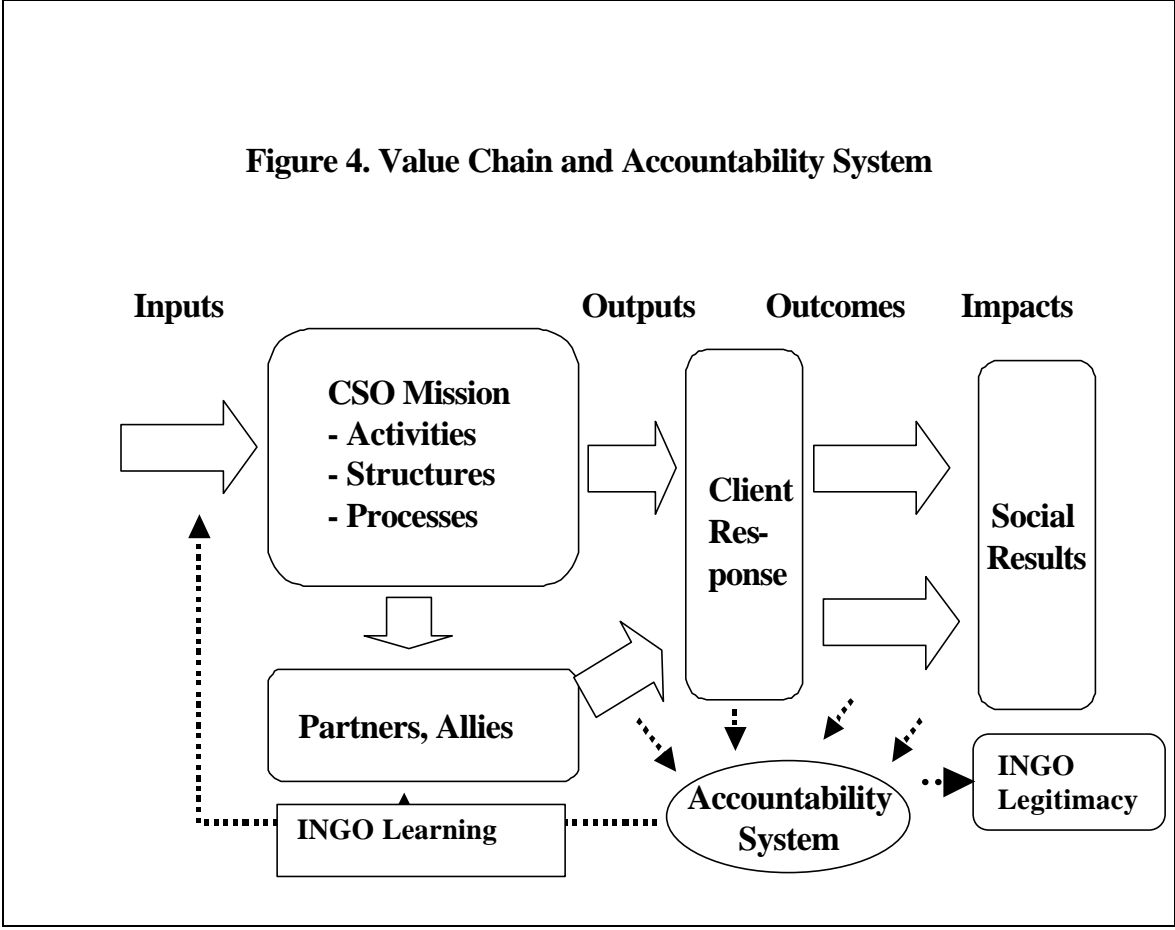 Figure 4. Value Chain and Accountability System
Inputs
Outputs
Outcomes
Impacts
CSO Mission
- Activities
- Structures
- Processes
Client
Res-
ponse
Social
Results
Partners, Allies
INGO Learning
Accountability
System
INGO
Legitimacy